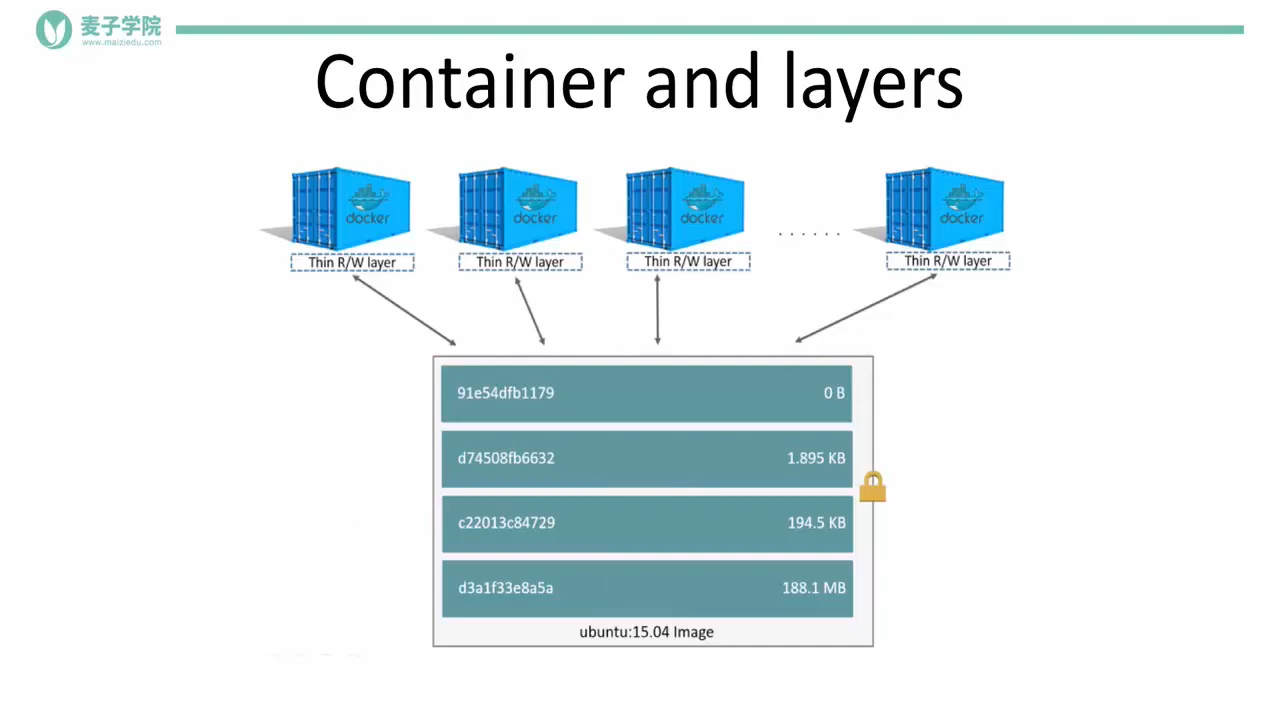 麦子学院
www.maiziedu.com
Container and layers
docker
docker
docker
. . . . . .
docker
Thin R/W layer
Thin R/W layer
Thin R/W layer
Thin R/W layer
91e54dfb1179 0 B
d74508fb6632 1.895 KB
c22013c84729 194.5 KB
d3a1f33e8a5a 188.1 MB
ubuntu:15.04 Image